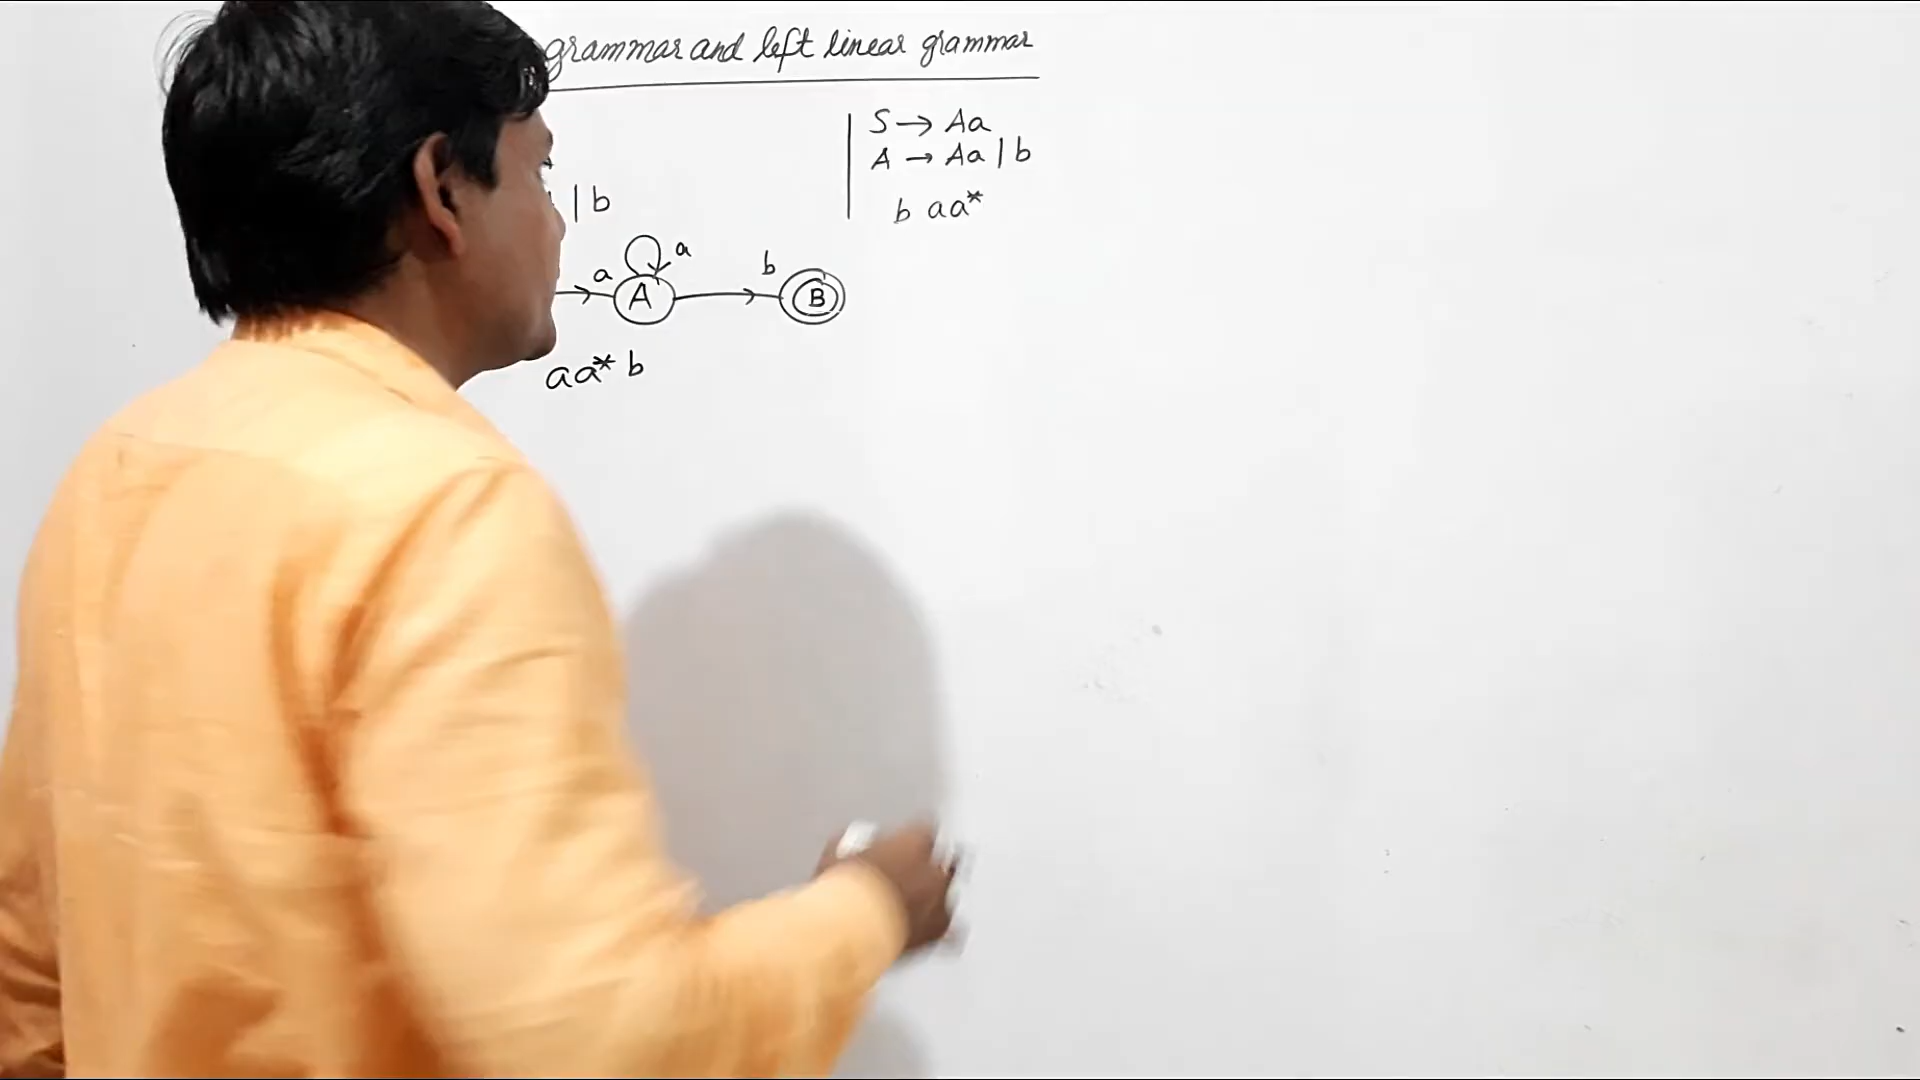 grammar and left linear grammar
S → Aa
A → Aa | b
b aa*
| b
a
a
b
A
B
aa* b